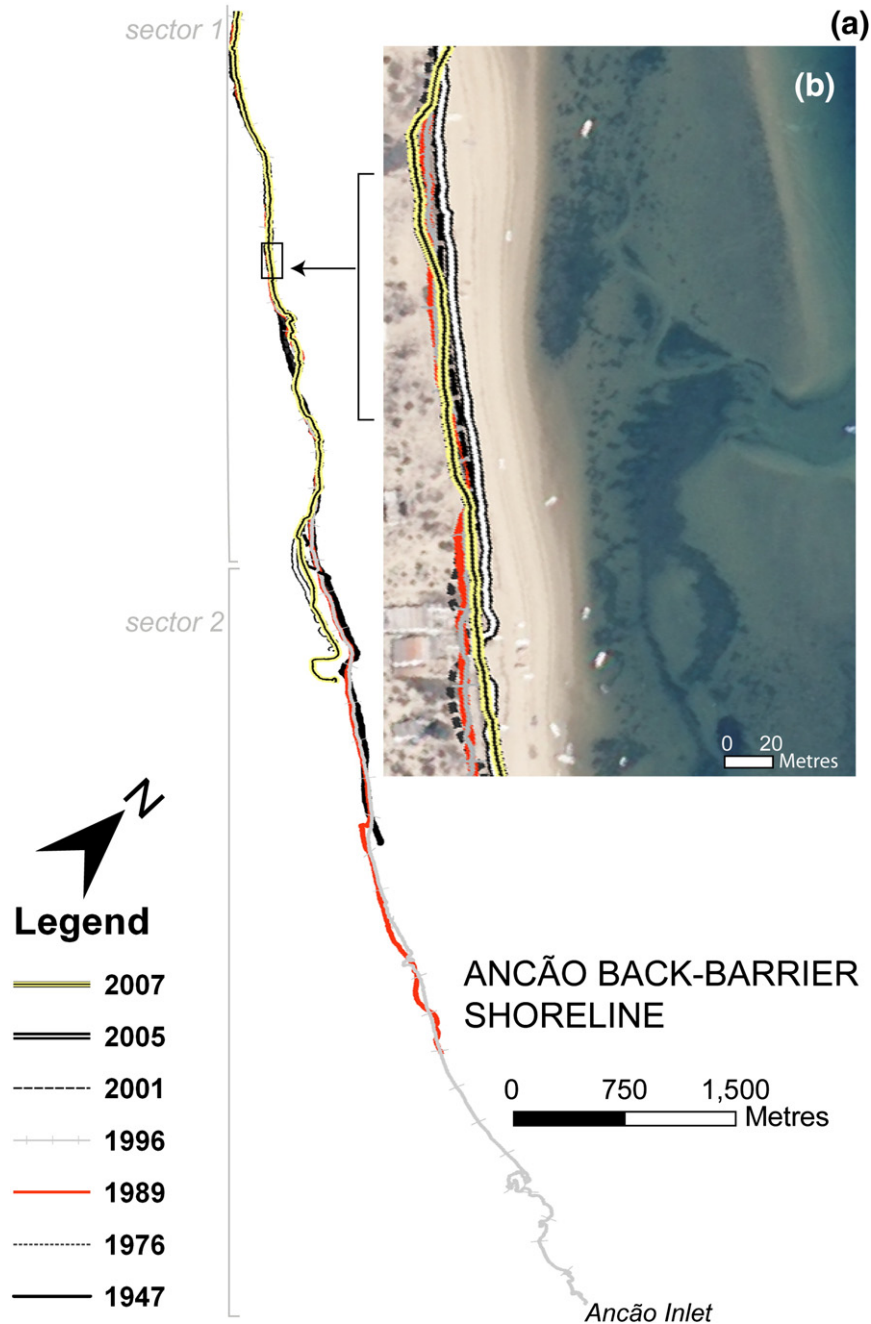 sector 1
(a)
(b)
sector 2
0 20
Metres
N
Legend
2007
2005
2001
1996
1989
1976
1947
ANCÃO BACK-BARRIER
SHORELINE
0 750 1,500
Metres
Ancão Inlet